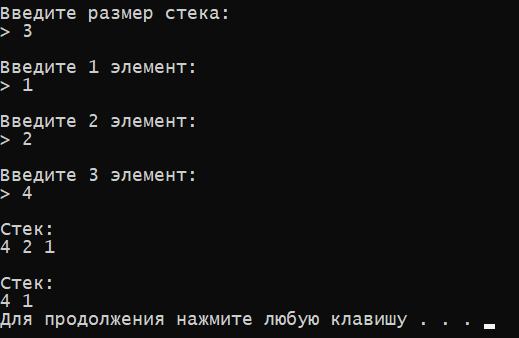 Введите размер стека:
> 3
Введите 1 элемент:
> 1
Введите 2 элемент:
> 2
Введите 3 элемент:
> 4
Стек:
4 2 1
Стек:
4 1
Для продолжения нажмите любую клавишу . . .